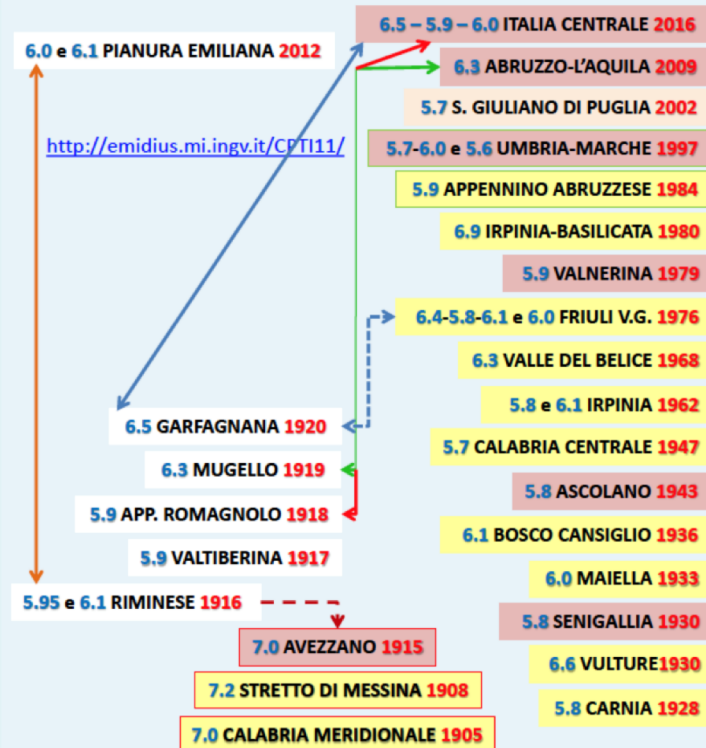 6.5 – 5.9 – 6.0 ITALIA CENTRALE 2016
6.0 e 6.1 PIANURA EMILIANA 2012
6.3 ABRUZZO-L'AQUILA 2009
5.7 S. GIULIANO DI PUGLIA 2002
http://emidius.mi.ingv.it/CPTI11/
5.7-6.0 e 5.6 UMBRIA-MARCHE 1997
5.9 APPENNINO ABRUZZESE 1984
6.9 IRPINIA-BASILICATA 1980
5.9 VALNERINA 1979
6.4-5.8-6.1 e 6.0 FRIULI V.G. 1976
6.3 VALLE DEL BELICE 1968
5.8 e 6.1 IRPINIA 1962
6.5 GARFAGNANA 1920
5.7 CALABRIA CENTRALE 1947
6.3 MUGELLO 1919
5.8 ASCOLANO 1943
5.9 APP. ROMAGNOLO 1918
6.1 BOSCO CANSIGLIO 1936
5.9 VALTIBERINA 1917
6.0 MAIELLA 1933
5.95 e 6.1 RIMINESE 1916
5.8 SENIGALLIA 1930
7.0 AVEZZANO 1915
6.6 VULTURE1930
7.2 STRETTO DI MESSINA 1908
5.8 CARNIA 1928
7.0 CALABRIA MERIDIONALE 1905